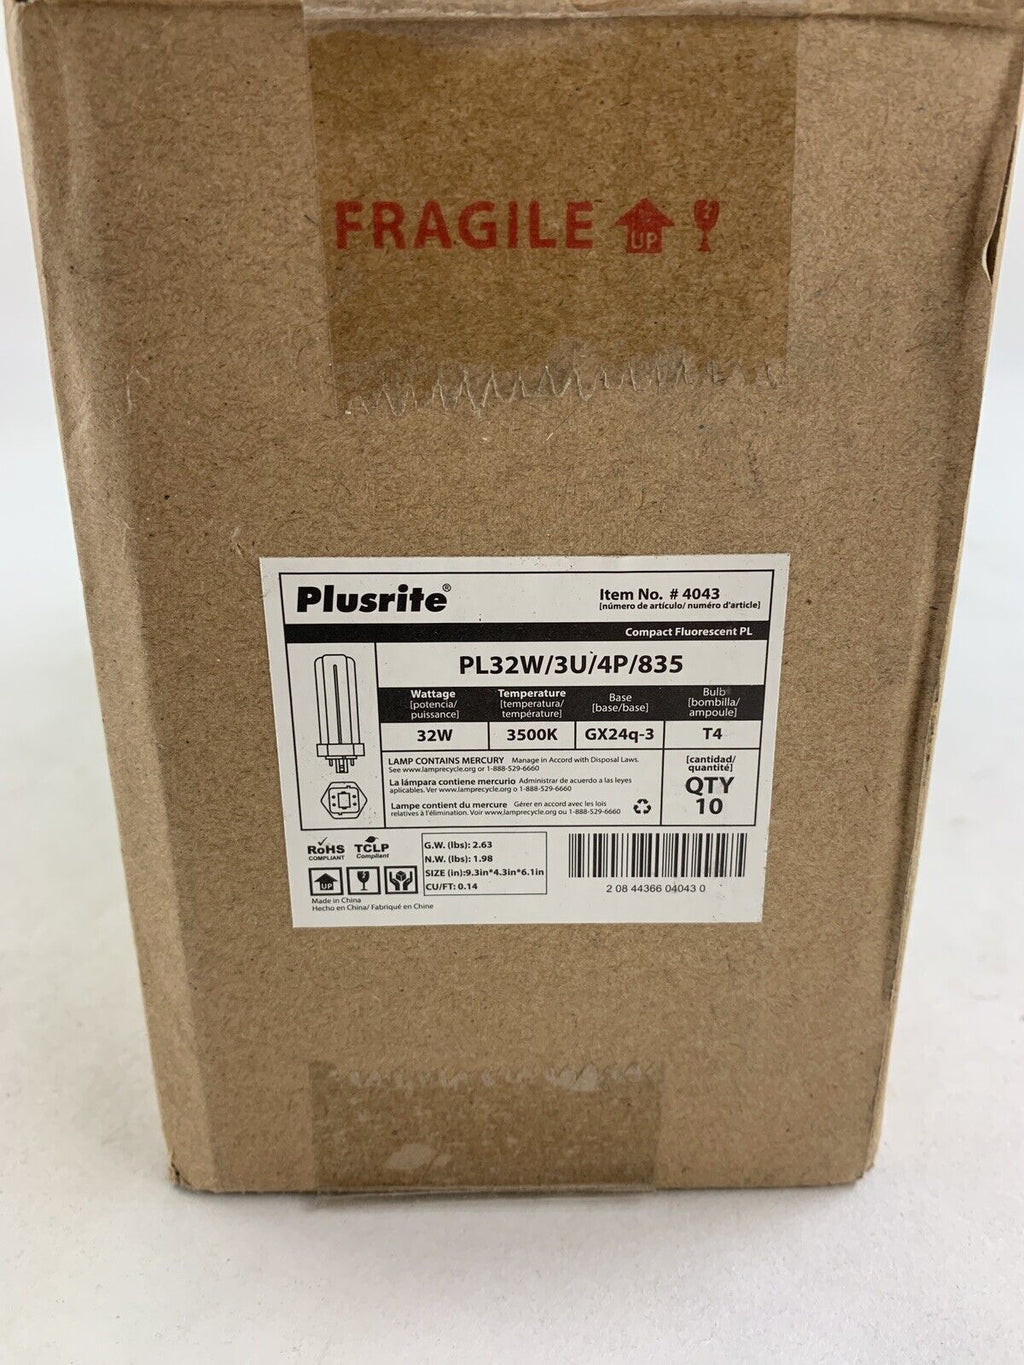 FRAGILE UP
Plusrite®
Item No. # 4043
[número de artículo/ numéro d'article]
Compact Fluorescent PL
PL32W/3U/4P/835
Wattage
[potencia/
puissance]
Temperature
[temperatura/
température]
Base
[base/base]
Bulb
[bombilla/
ampoule]
32W 3500K GX24q-3 T4
LAMP CONTAINS MERCURY Manage in Accord with Disposal Laws.
See www.lamprecycle.org or 1-888-529-6660
La lámpara contiene mercurio Administrar de acuerdo a las leyes
aplicables. Ver www.lamprecycle.org o 1-888-529-6660
Lampe contient du mercure Gérer en accord avec les lois
relatives à l'élimination. Voir www.lamprecycle.org ou 1-888-529-6660
[cantidad/
quantité]
QTY
10
RoHS
COMPLIANT
TCLP
Compliant
UP
G.W. (lbs): 2.63
N.W. (lbs): 1.98
SIZE (in):9.3in*4.3in*6.1in
CU/FT: 0.14
2 08 44366 04043 0
Made in China
Hecho en China/ Fabriqué en Chine